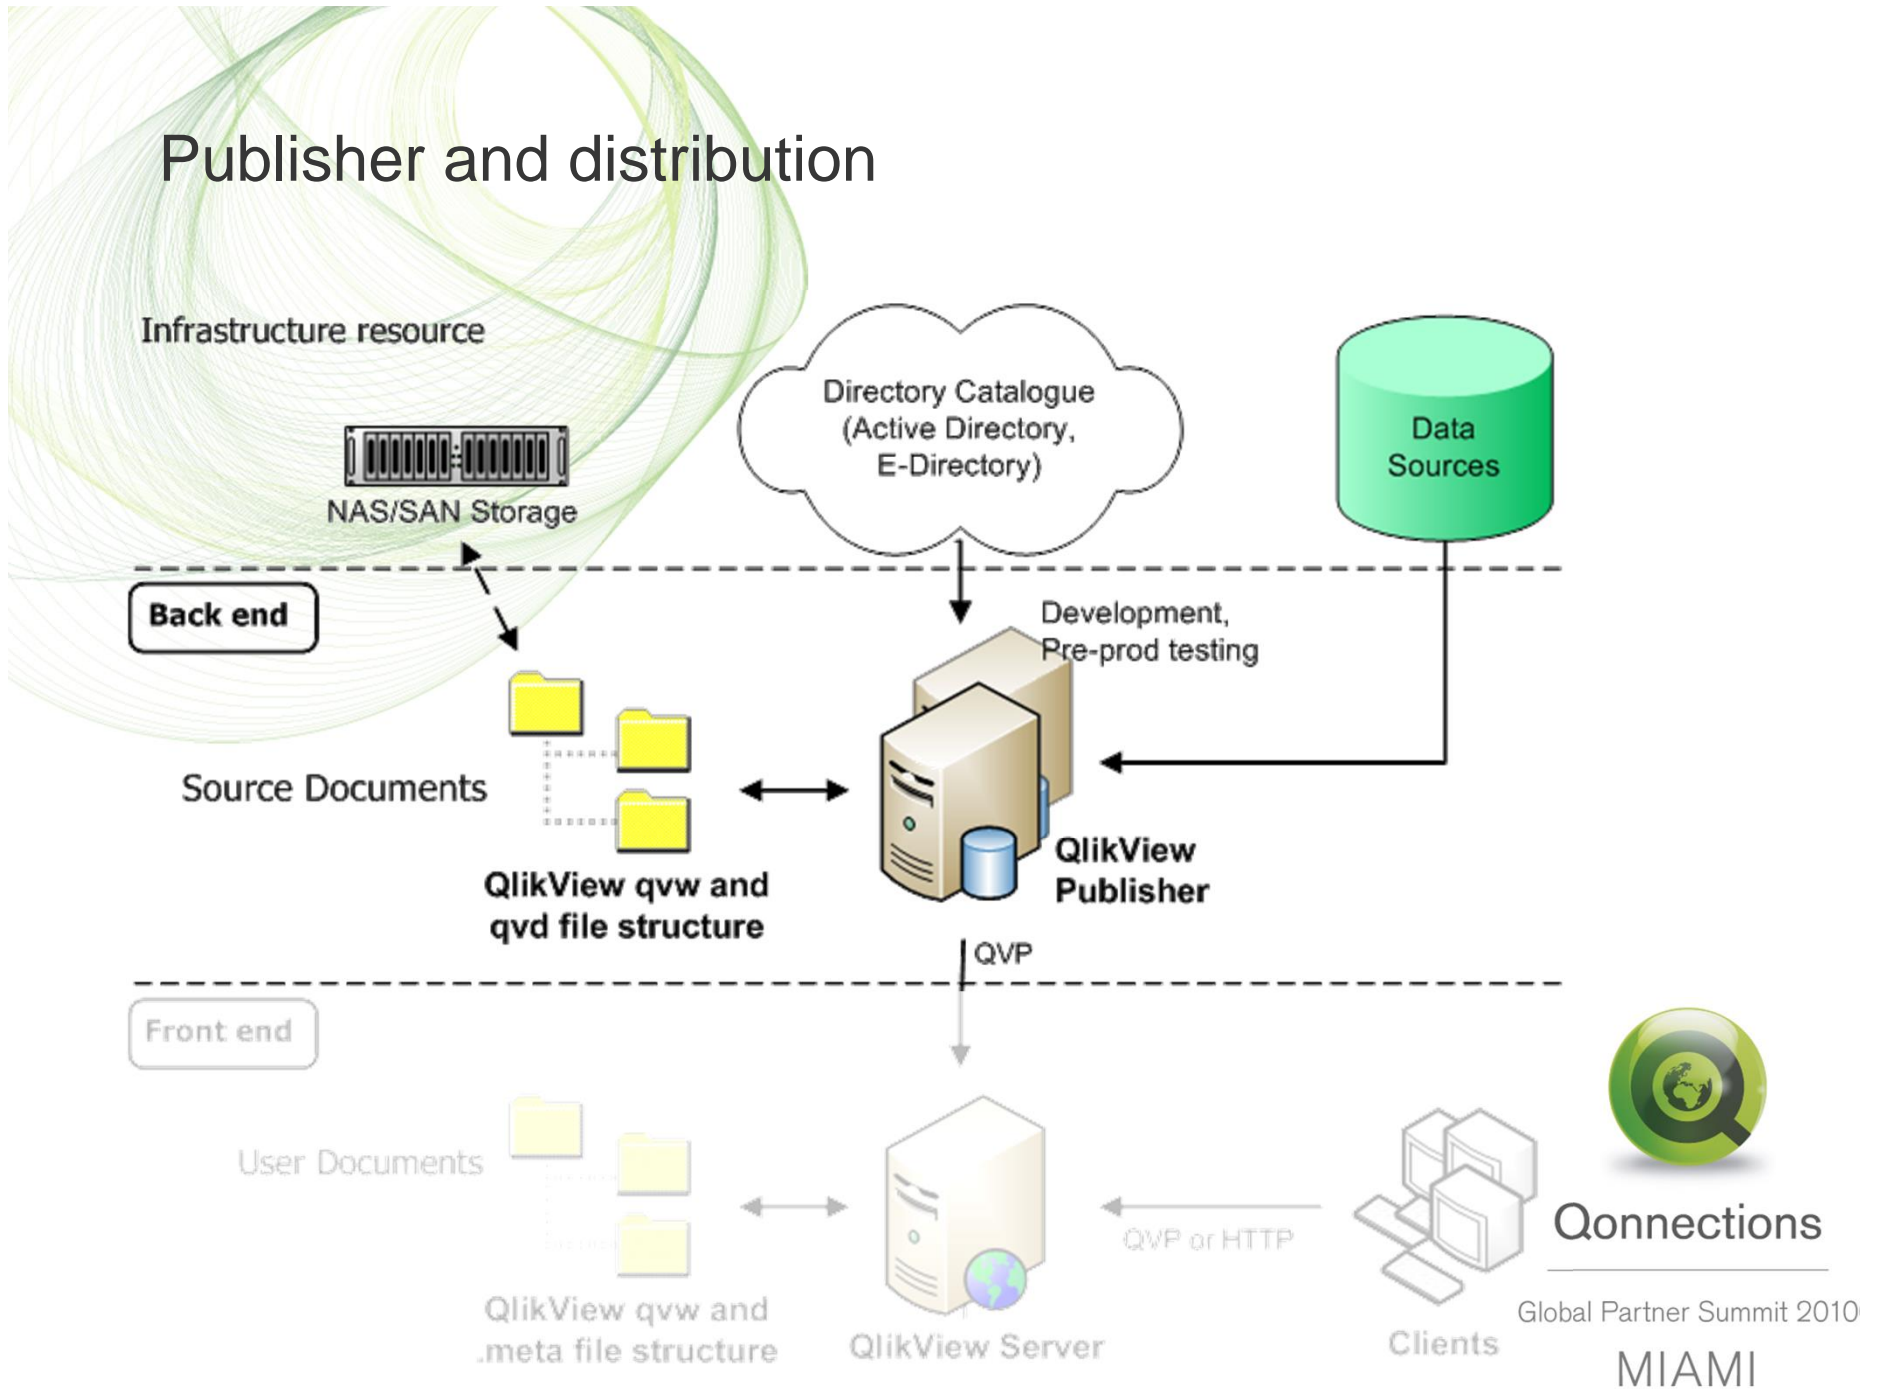 Publisher and distribution
Infrastructure resource
Directory Catalogue
(Active Directory,
E-Directory)
Data
Sources
NAS/SAN Storage
Back end
Development,
Pre-prod testing
Source Documents
QlikView
Publisher
QlikView qvw and
qvd file structure
QVP
Front end
User Documents
QVP or HTTP
QlikView qvw and
.meta file structure
QlikView Server
Clients
Qonnections
Global Partner Summit 2010
MIAMI